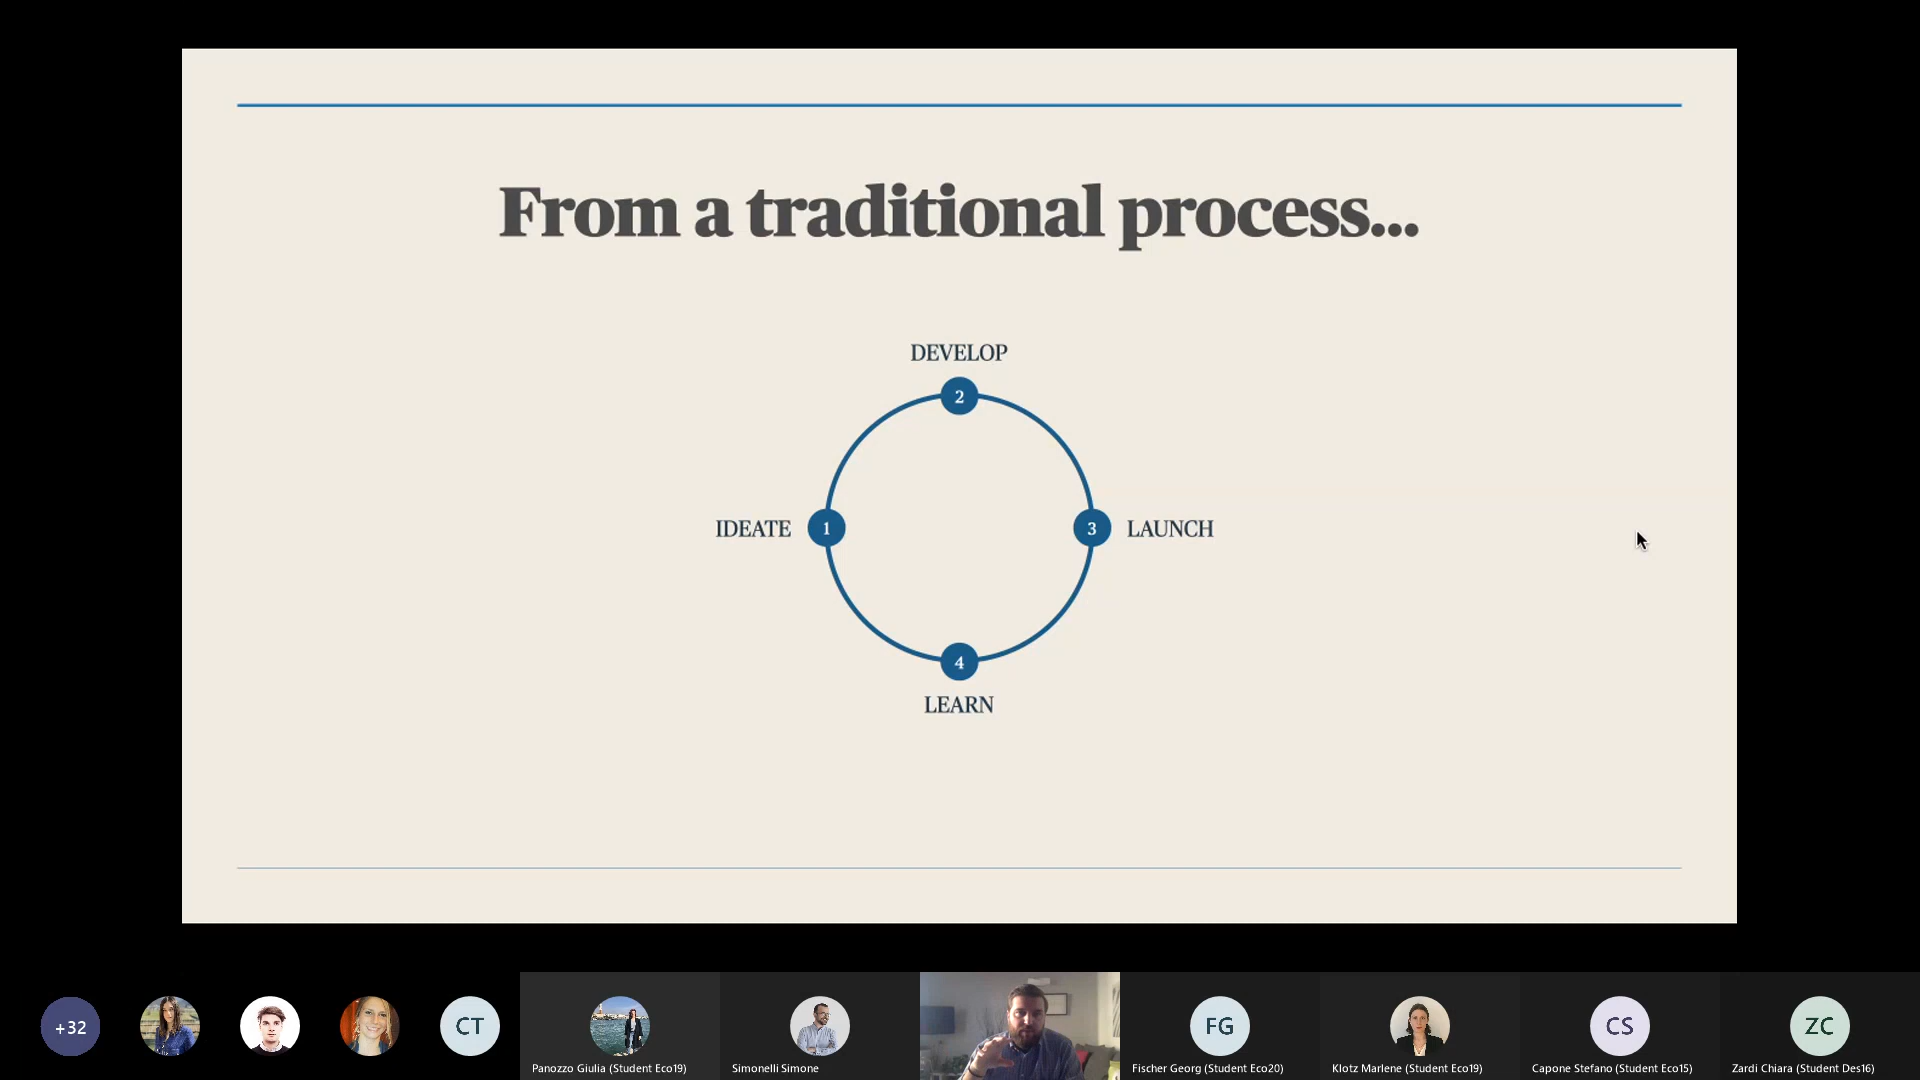 From a traditional process...
DEVELOP
2
IDEATE 1
3 LAUNCH
4
LEARN
+32
CT
FG
CS
ZC
Panozzo Giulia (Student Eco19)
Simonelli Simone
Fischer Georg (Student Eco20)
Klotz Marlene (Student Eco19)
Capone Stefano (Student Eco15)
Zardi Chiara (Student Des16)